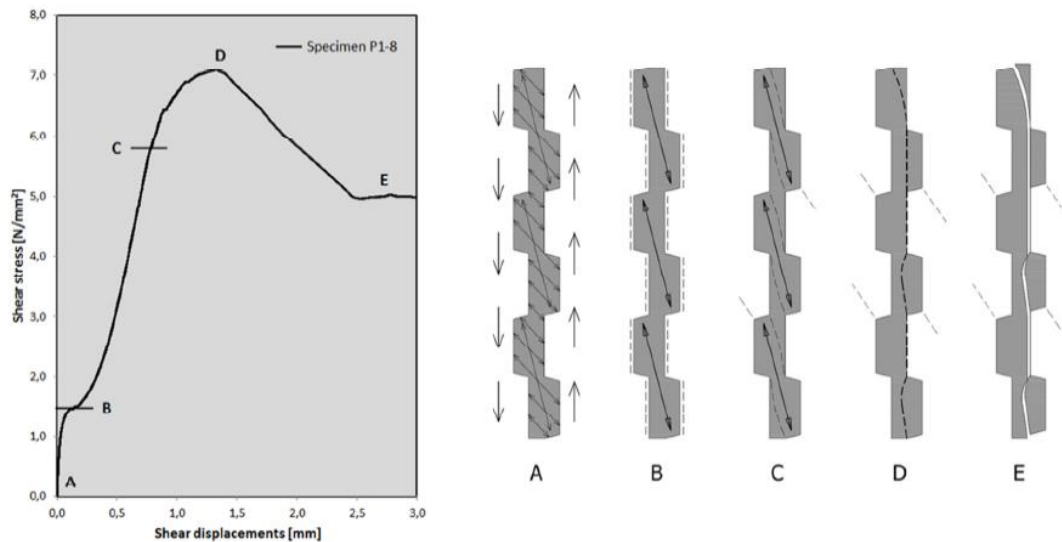 8,0
7,0
6,0
5,0
4,0
3,0
2,0
1,0
0,0
Shear stress [N/mm²]
Specimen P1-8
A
B
C
D
E
0,0 0,5 1,0 1,5 2,0 2,5 3,0
Shear displacements [mm]
A B C D E